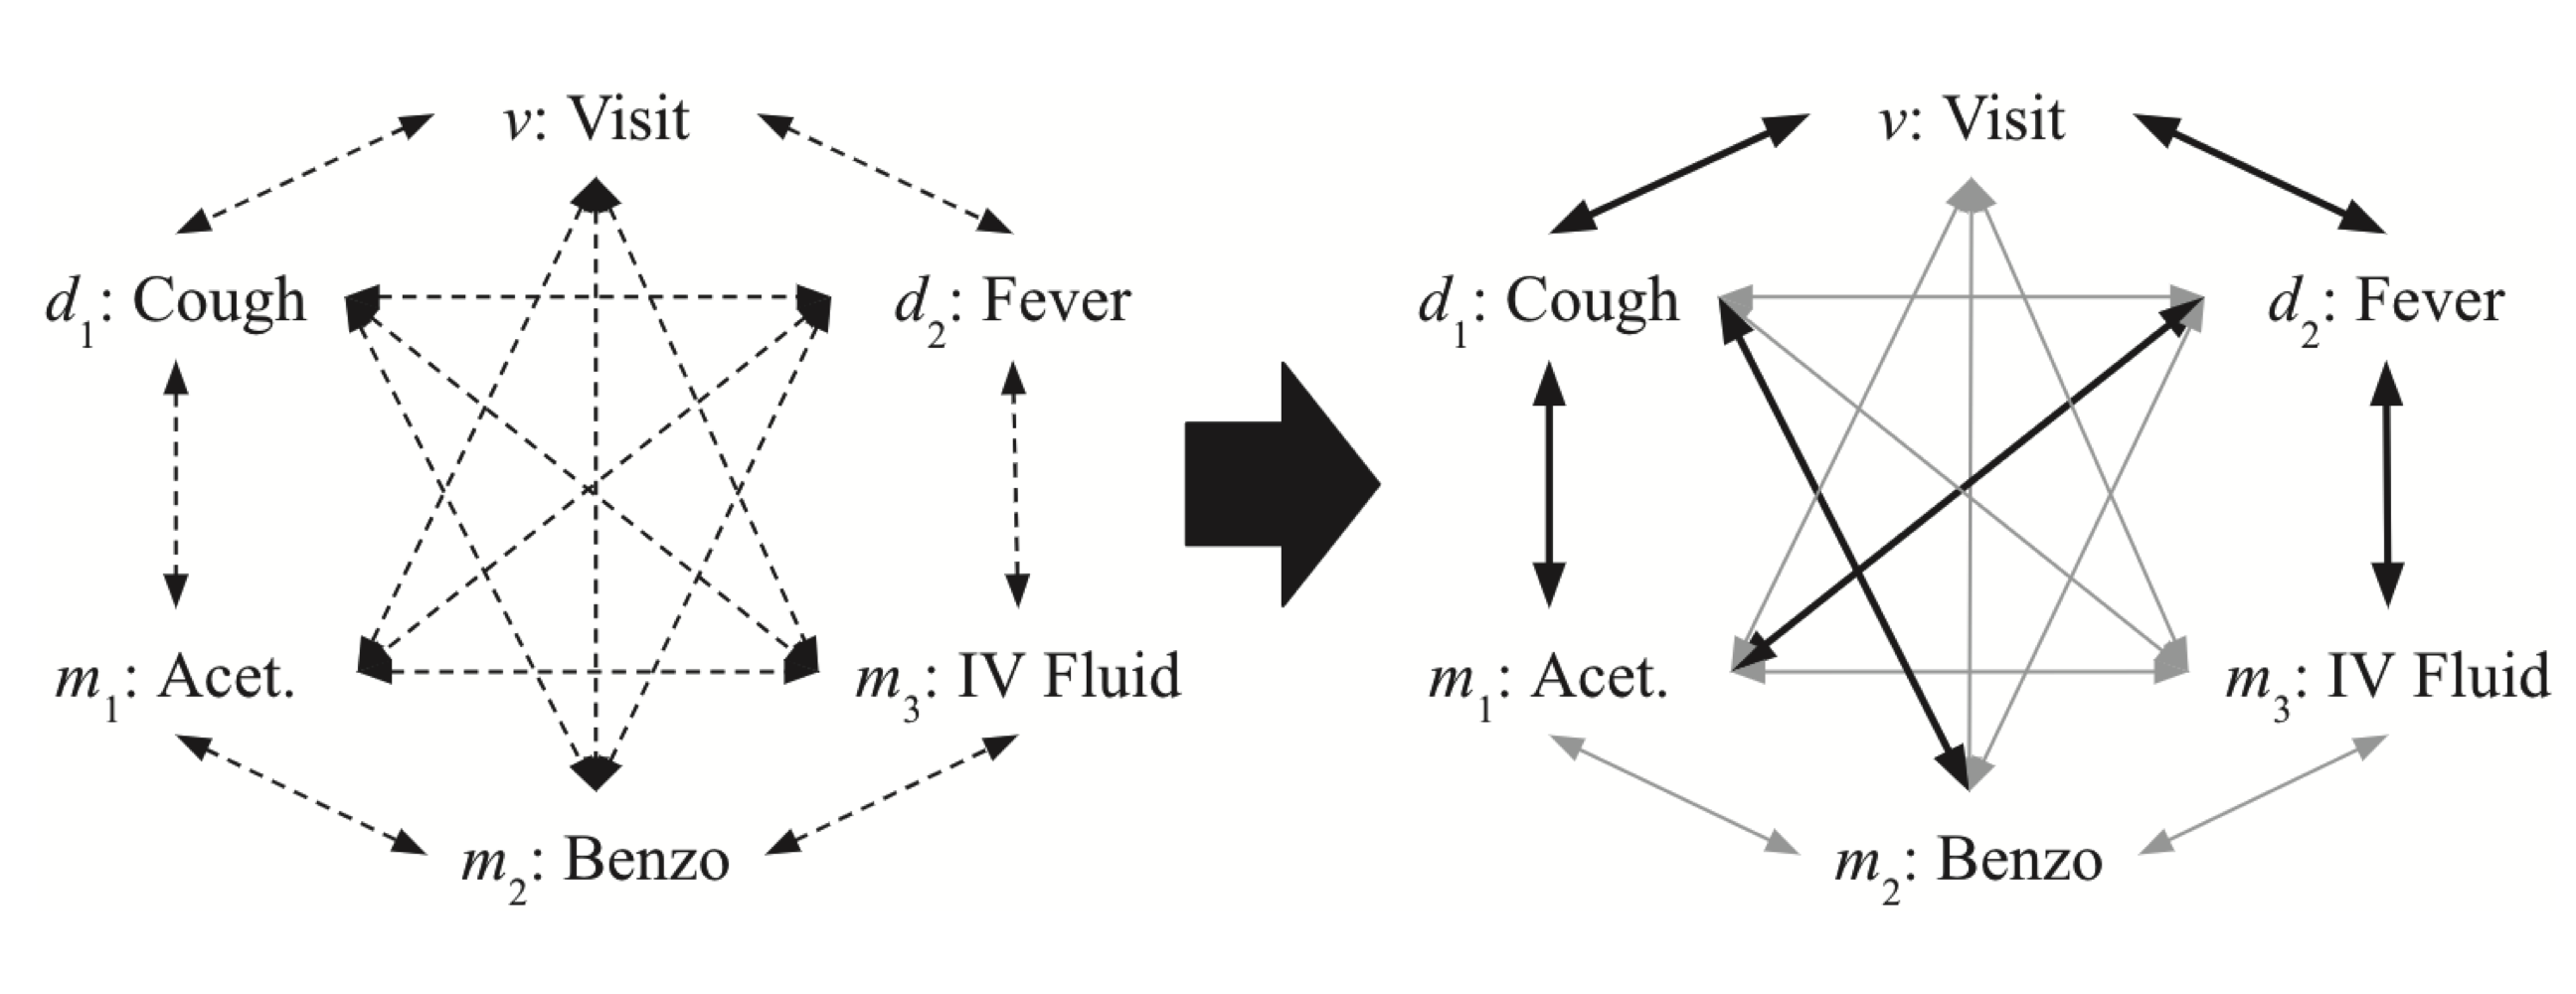 v: Visit
d1: Cough
d2: Fever
m1: Acet.
m3: IV Fluid
m2: Benzo
v: Visit
d1: Cough
d2: Fever
m1: Acet.
m3: IV Fluid
m2: Benzo